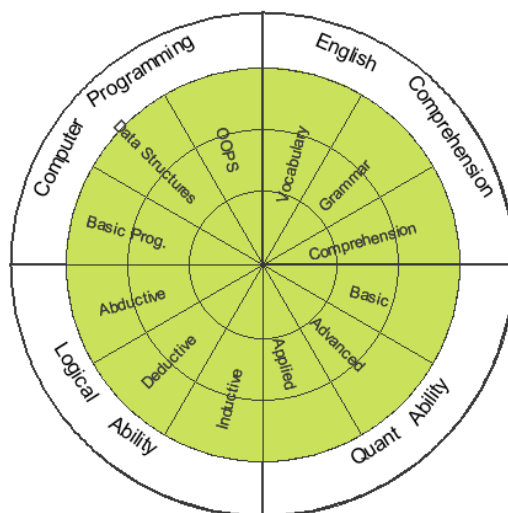 Computer Programming
English Comprehension
Data Structures
OOPS
Vocabulary
Grammar
Basic Prog.
Comprehension
Abductive
Basic
Deductive
Advanced
Inductive
Applied
Logical Ability
Quant Ability